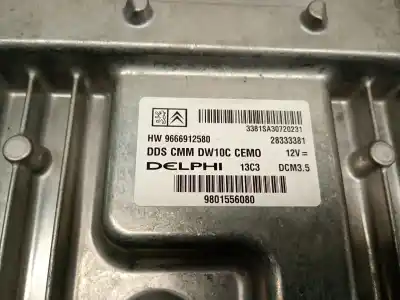 3381SA30720231
HW 9666912580 28333381
DDS CMM DW10C CEMO 12V=
DELPHI 13C3 DCM3.5
9801556080